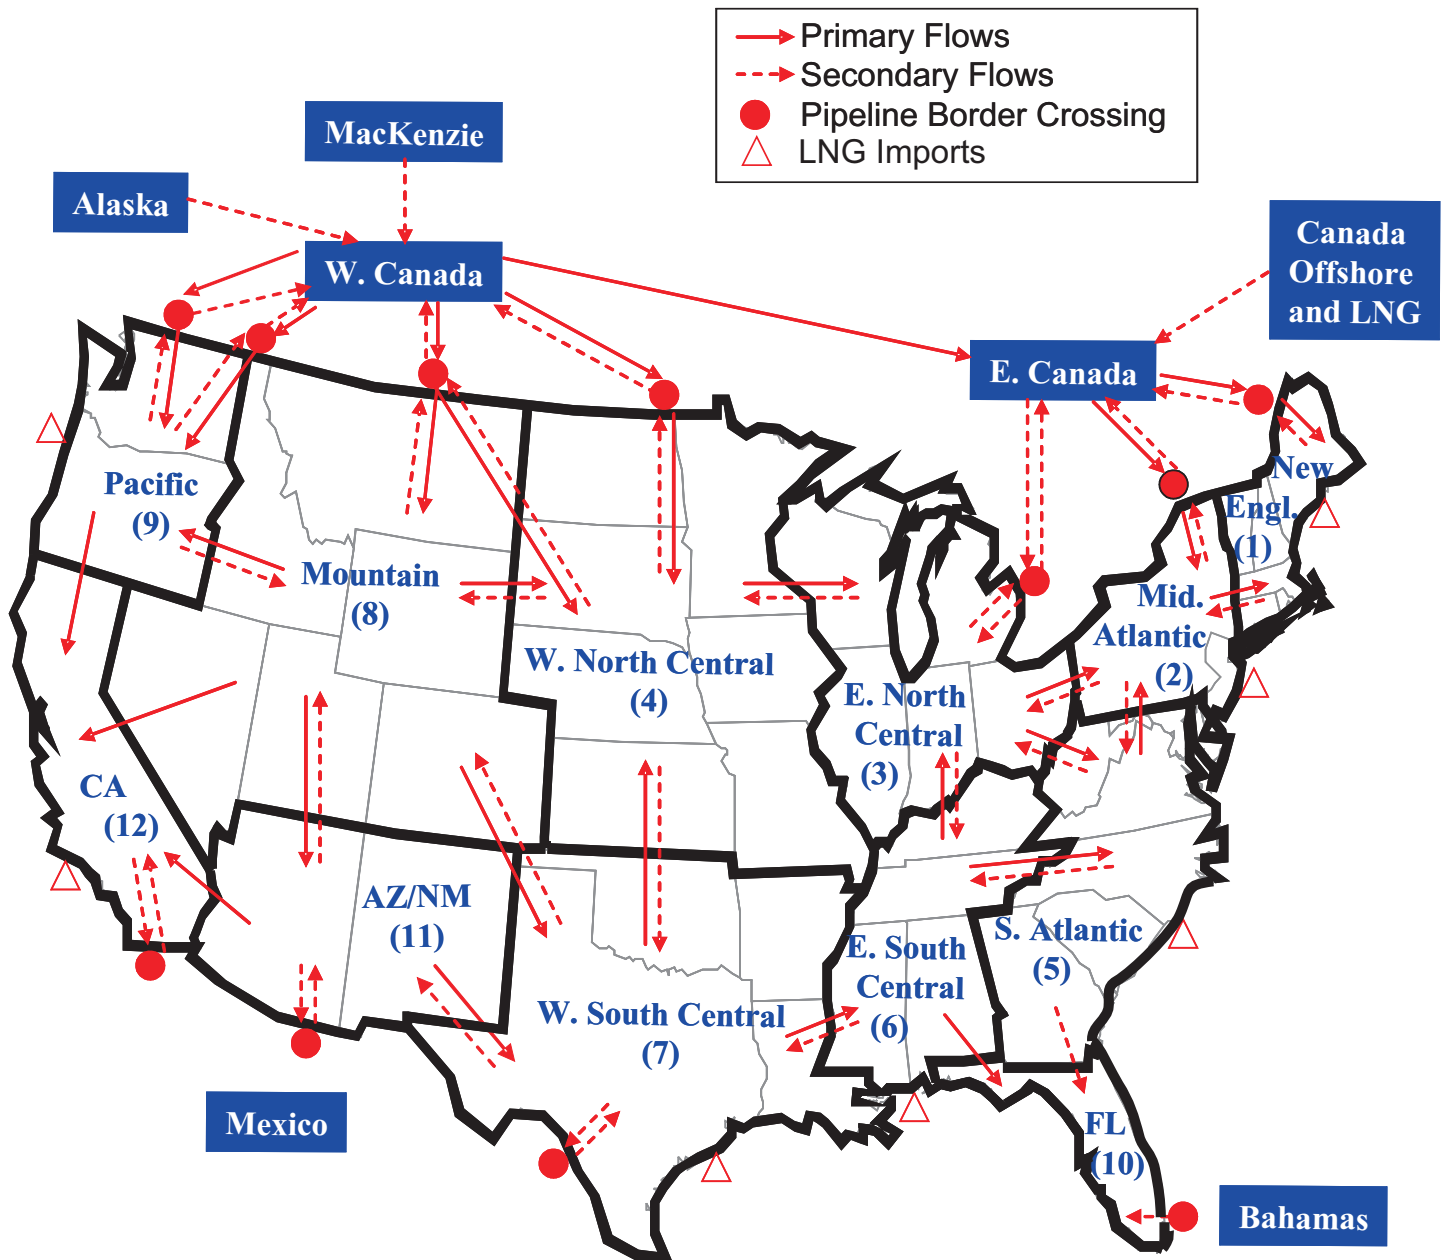 Primary Flows
Secondary Flows
Pipeline Border Crossing
LNG Imports
MacKenzie
Alaska
W. Canada
Canada
Offshore
and LNG
E. Canada
New
Engl.
(1)
Pacific
(9)
Mountain
(8)
Mid.
Atlantic
(2)
W. North Central
(4)
E. North
Central
(3)
CA
(12)
AZ/NM
(11)
E. South
Central
(6)
S. Atlantic
(5)
W. South Central
(7)
Mexico
FL
(10)
Bahamas